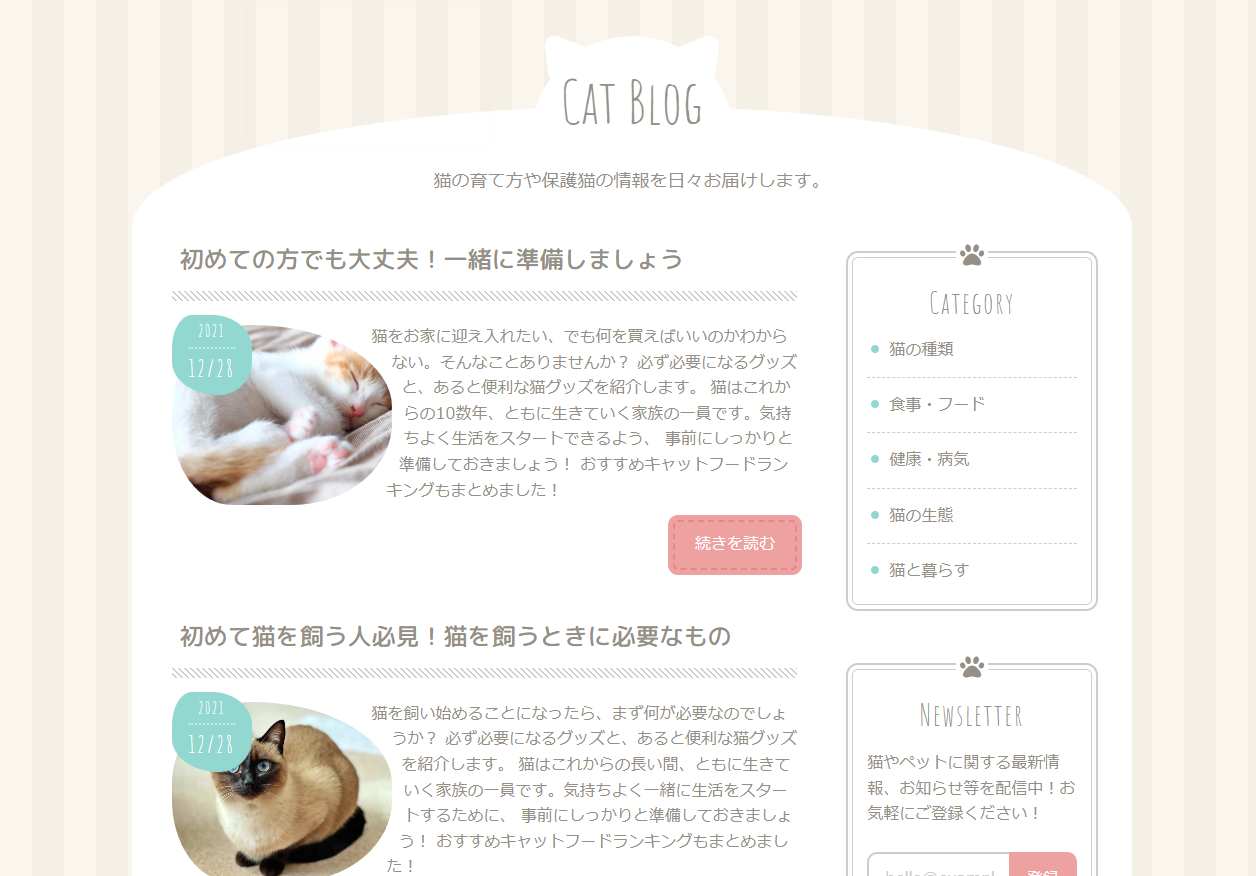 Cat Blog
猫の育て方や保護猫の情報を日々お届けします。
初めての方でも大丈夫！一緒に準備しましょう
2021
12/28
猫をお家に迎え入れたい、でも何を買えばいいのかわから
ない。そんなことありませんか？ 必ず必要になるグッズ
と、あると便利な猫グッズを紹介します。 猫はこれか
らの10数年、ともに生きていく家族の一員です。気持
ちよく生活をスタートできるよう、 事前にしっかりと
準備しておきましょう！ おすすめキャットフードラン
キングもまとめました！
続きを読む
初めて猫を飼う人必見！猫を飼うときに必要なもの
2021
12/28
猫を飼い始めることになったら、まず何が必要なのでしょ
うか？ 必ず必要になるグッズと、あると便利な猫グッズ
を紹介します。 猫はこれからの長い間、ともに生きて
いく家族の一員です。気持ちよく一緒に生活をスター
トするために、 事前にしっかりと準備しておきましょ
う！ おすすめキャットフードランキングもまとめまし
た！
Category
猫の種類
食事・フード
健康・病気
猫の生態
猫と暮らす
Newsletter
猫やペットに関する最新情
報、お知らせ等を配信中！お
気軽にご登録ください！
登録